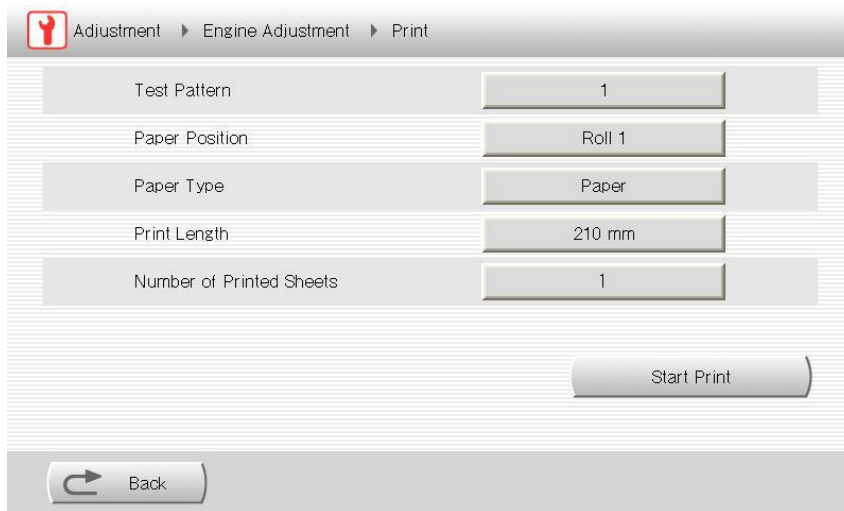 Adjustment ▶ Engine Adjustment ▶ Print
Test Pattern 1
Paper Position Roll 1
Paper Type Paper
Print Length 210 mm
Number of Printed Sheets 1
Start Print
Back